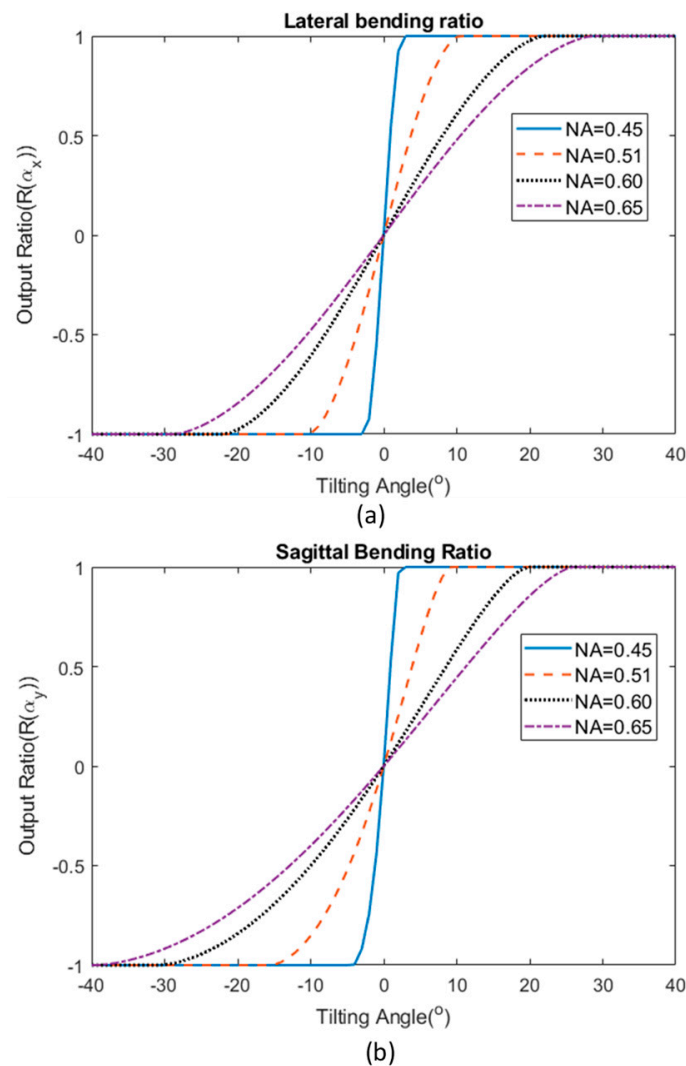 Lateral bending ratio
Output Ratio(R(αx))
1
0.5
0
-0.5
-1
NA=0.45
NA=0.51
NA=0.60
NA=0.65
-40 -30 -20 -10 0 10 20 30 40
Tilting Angle(o)
(a)
Sagittal Bending Ratio
Output Ratio(R(αy))
1
0.5
0
-0.5
-1
NA=0.45
NA=0.51
NA=0.60
NA=0.65
-40 -30 -20 -10 0 10 20 30 40
Tilting Angle(o)
(b)